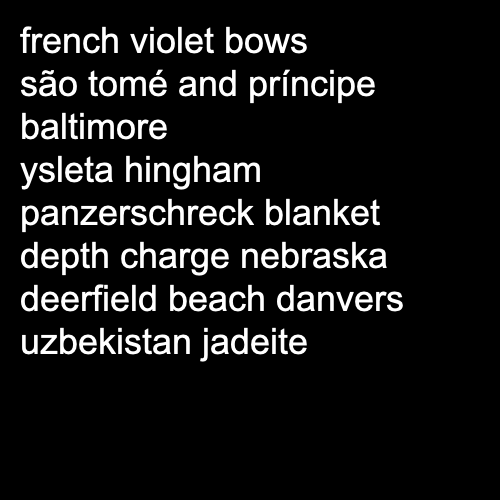 french violet bows
são tomé and príncipe
baltimore
ysleta hingham
panzerschreck blanket
depth charge nebraska
deerfield beach danvers
uzbekistan jadeite